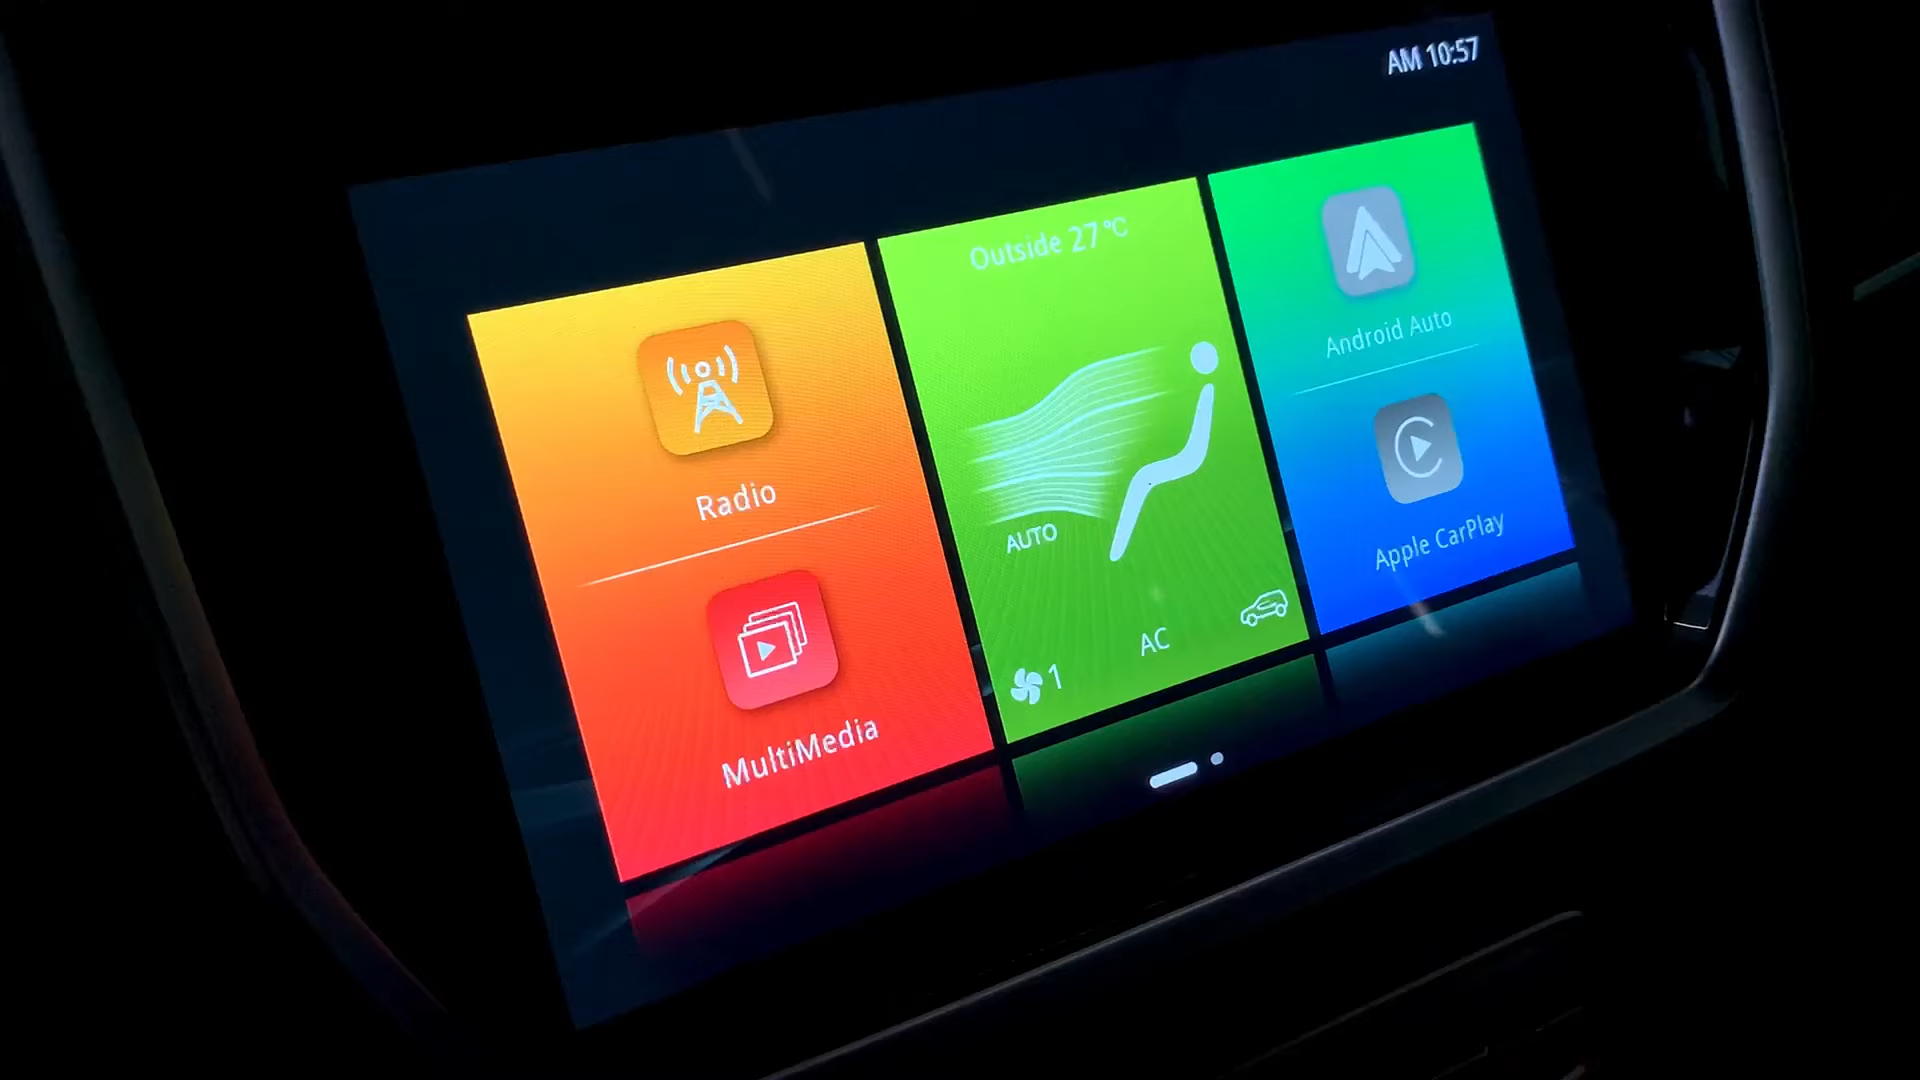 AM 10:57
Radio
MultiMedia
Outside 27 °C
AUTO
AC
1
Android Auto
Apple CarPlay